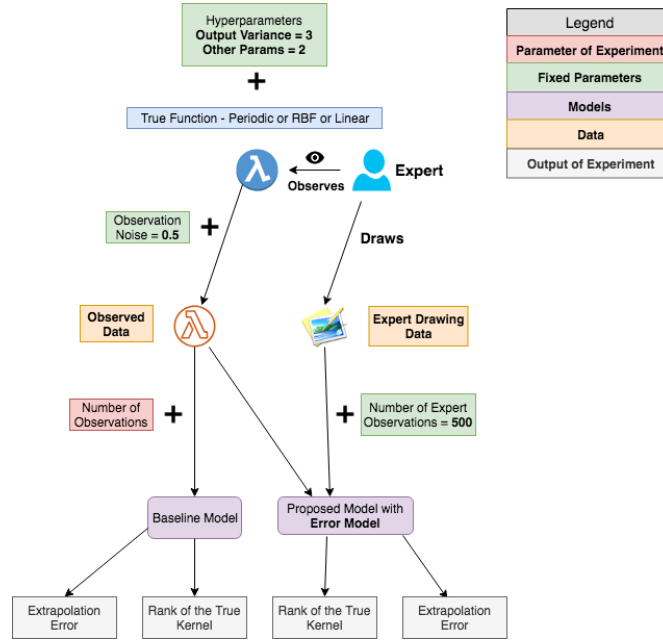 Hyperparameters
Output Variance = 3
Other Params = 2
+
True Function - Periodic or RBF or Linear
λ
Observes
Expert
Observation
Noise = 0.5
+
Draws
Observed
Data
λ
Expert Drawing
Data
Number of
Observations
+
+
Number of Expert
Observations = 500
Baseline Model
Proposed Model with
Error Model
Extrapolation
Error
Rank of the True
Kernel
Rank of the True
Kernel
Extrapolation
Error
Legend
Parameter of Experiment
Fixed Parameters
Models
Data
Output of Experiment